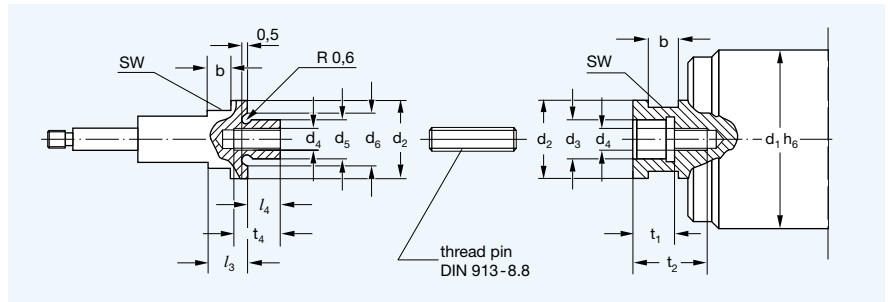 0,5
SW
b
R 0,6
d4
d5
d6
d2
l4
t4
l3
thread pin
DIN 913-8.8
b
SW
d2
d3
d4
d1 h6
t1
t2